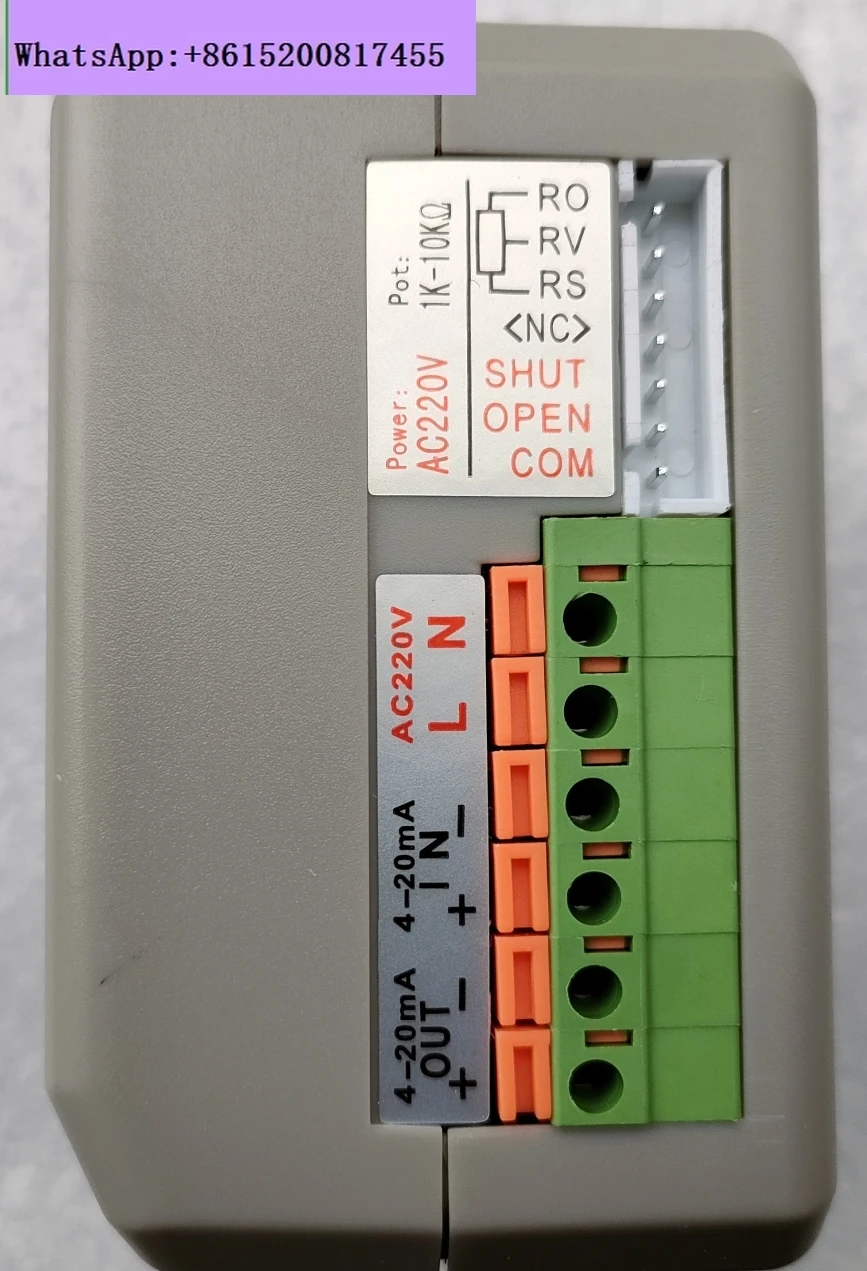 WhatsApp:+8615200817455
RO
RV
RS
<NC>
SHUT
OPEN
COM
Pot:
1K-10KΩ
Power:
AC220V
AC220V
L N
4-20mA
IN
+ -
4-20mA
OUT
+ -